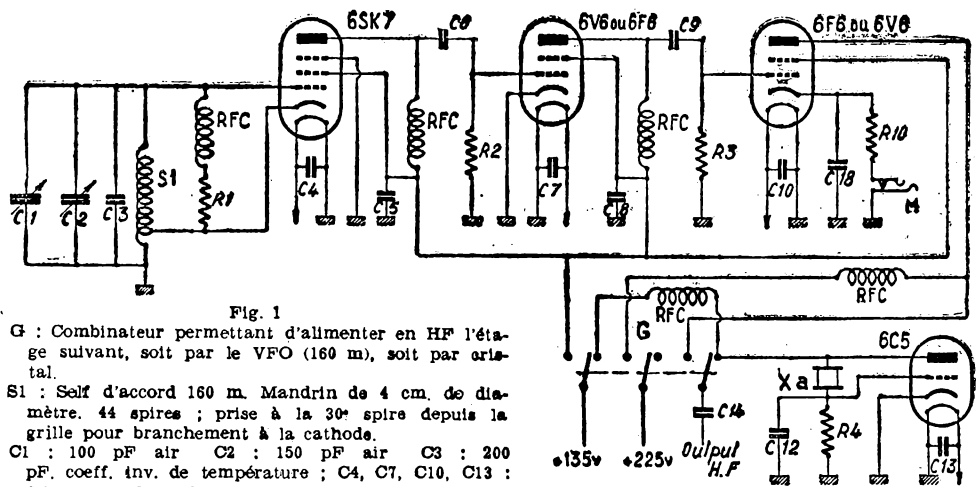 6SK7
C6
6V6 ou 6F6
C9
6F6 ou 6V6
RFC
S1
R1
C1
C2
C3
C4
C5
RFC
R2
C7
C8
RFC
R3
C10
C18
R10
M
RFC
RFC
G
6C5
Xa
C14
C12
R4
C13
+135v
+225v
Output
H.F
Fig. 1
G : Combinateur permettant d'alimenter en HF l'éta-
ge suivant, soit par le VFO (160 m), soit par cris-
tal.
S1 : Self d'accord 160 m. Mandrin de 4 cm. de dia-
mètre. 44 spires ; prise à la 30e spire depuis la
grille pour branchement à la cathode.
C1 : 100 pF air C2 : 150 pF air C3 : 200
pF. coeff. inv. de température ; C4, C7, C10, C13 :